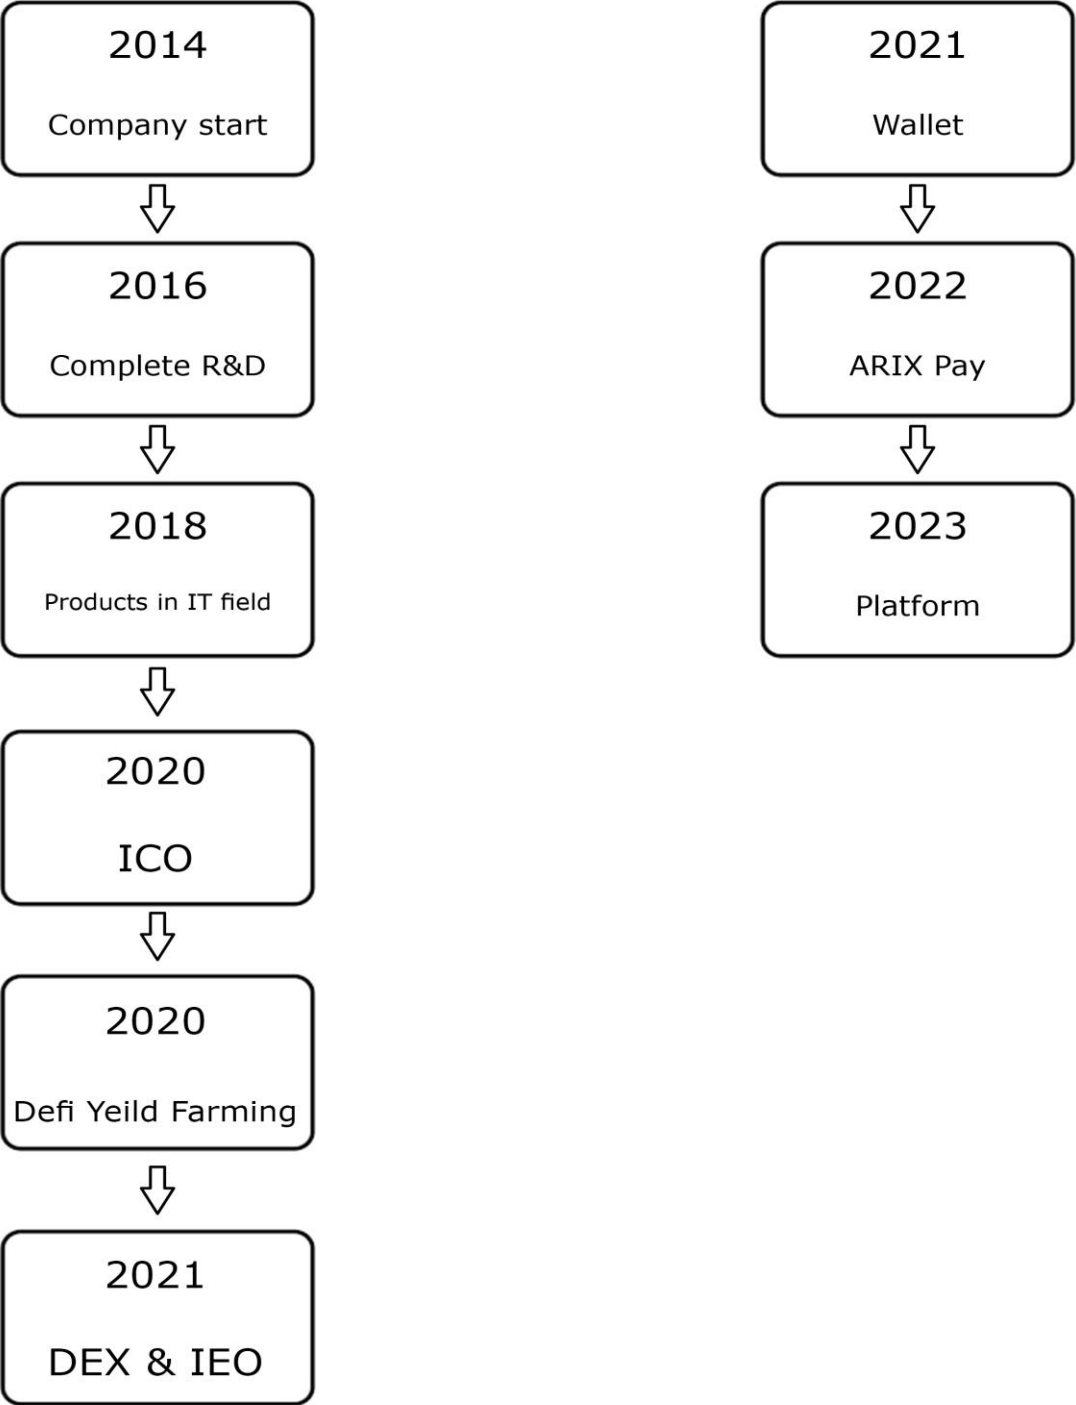 2014
Company start
2016
Complete R&D
2018
Products in IT field
2020
ICO
2020
Defi Yeild Farming
2021
DEX & IEO
2021
Wallet
2022
ARIX Pay
2023
Platform